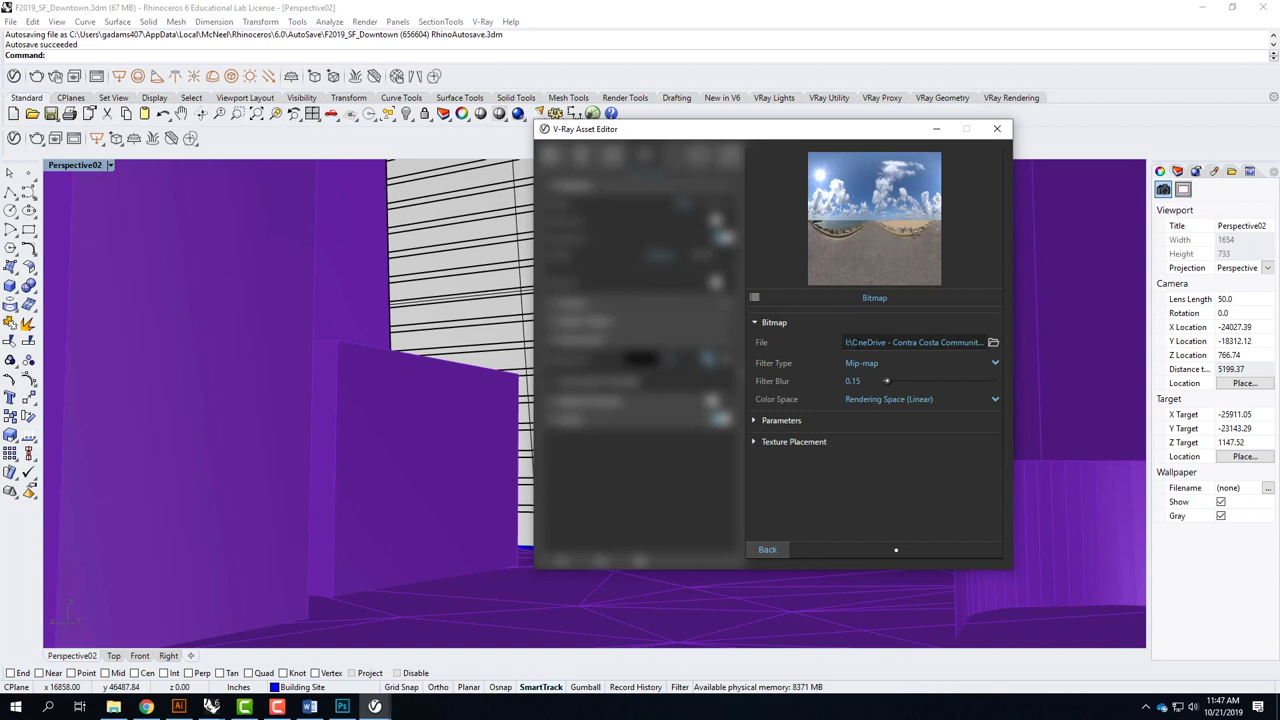 F2019_SF_Downtown (67 MB) - Rhinoceros 6 Educational Lab License - [Perspective02]
File Edit View Curve Surface Solid Mesh Dimension Transform Tools Analyze Render Panels SectionTools V-Ray Help
Autosaving file as C:\Users\gadams407\AppData\Local\McNeel\Rhinoceros\6.0\AutoSave\F2019_SF_Downtown (656604) RhinoAutosave.3dm
Autosave succeeded
Command:
Standard CPlanes Set View Display Select Viewport Layout Visibility Transform Curve Tools Surface Tools Solid Tools Mesh Tools Render Tools Drafting New in V6 VRay Lights VRay Utility VRay Proxy VRay Geometry VRay Rendering
V-Ray Asset Editor
Perspective02
Bitmap
Bitmap
File I:\OneDrive - Contra Costa Communit...
Filter Type Mip-map
Filter Blur 0.15
Color Space Rendering Space (Linear)
Parameters
Texture Placement
Back
Viewport
Title Perspective02
Width 1654
Height 733
Projection Perspective
Camera
Lens Length 50.0
Rotation 0.0
X Location -24027.39
Y Location -18312.12
Z Location 766.74
Distance t... 5199.37
Location Place...
Target
X Target -25911.05
Y Target -23143.29
Z Target 1147.52
Location Place...
Wallpaper
Filename (none) ...
Show
Gray
Perspective02 Top Front Right
End Near Point Mid Cen Int Perp Tan Quad Knot Vertex Project Disable
CPlane x 16858.00 y 46487.84 z 0.00 Inches Building Site Grid Snap Ortho Planar Osnap SmartTrack Gumball Record History Filter Available physical memory: 8371 MB
11:47 AM
10/21/2019